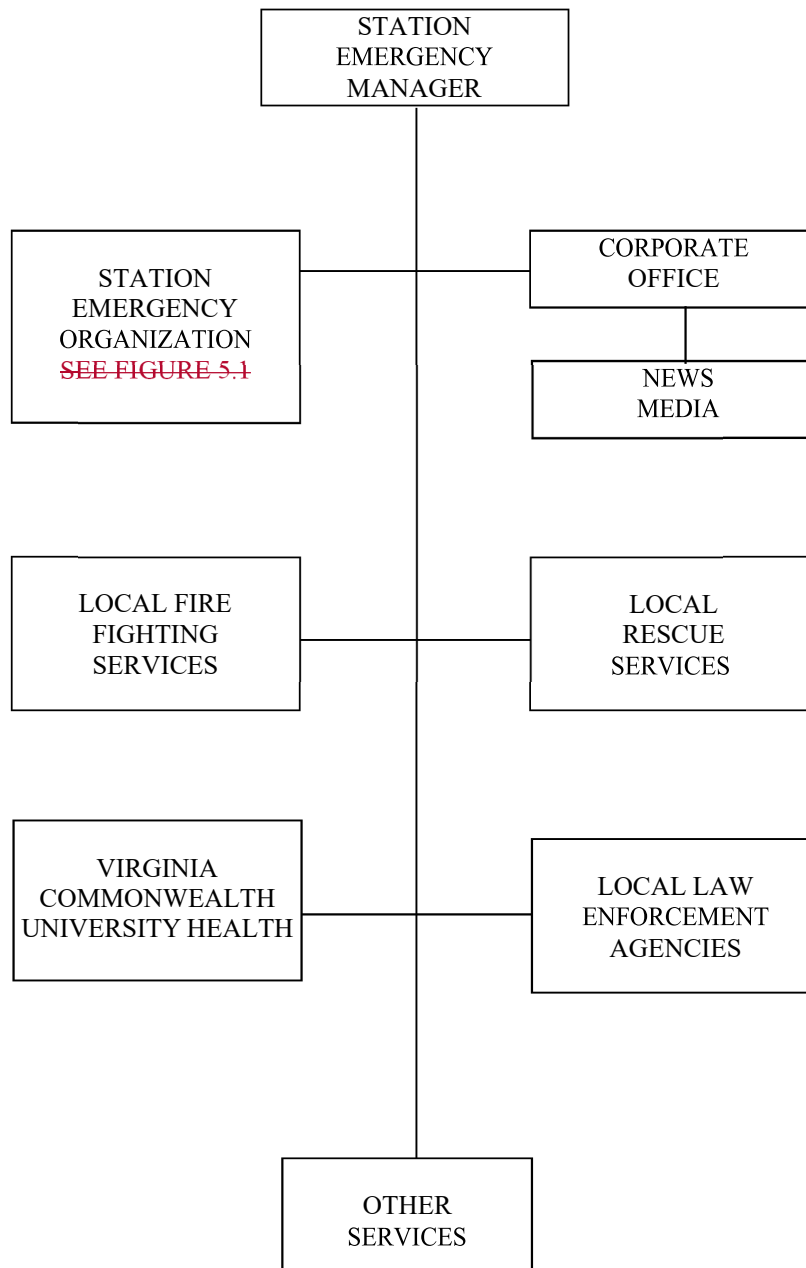 STATION
EMERGENCY
MANAGER
STATION
EMERGENCY
ORGANIZATION
SEE FIGURE 5.1
CORPORATE
OFFICE
NEWS
MEDIA
LOCAL FIRE
FIGHTING
SERVICES
LOCAL
RESCUE
SERVICES
VIRGINIA
COMMONWEALTH
UNIVERSITY HEALTH
LOCAL LAW
ENFORCEMENT
AGENCIES
OTHER
SERVICES